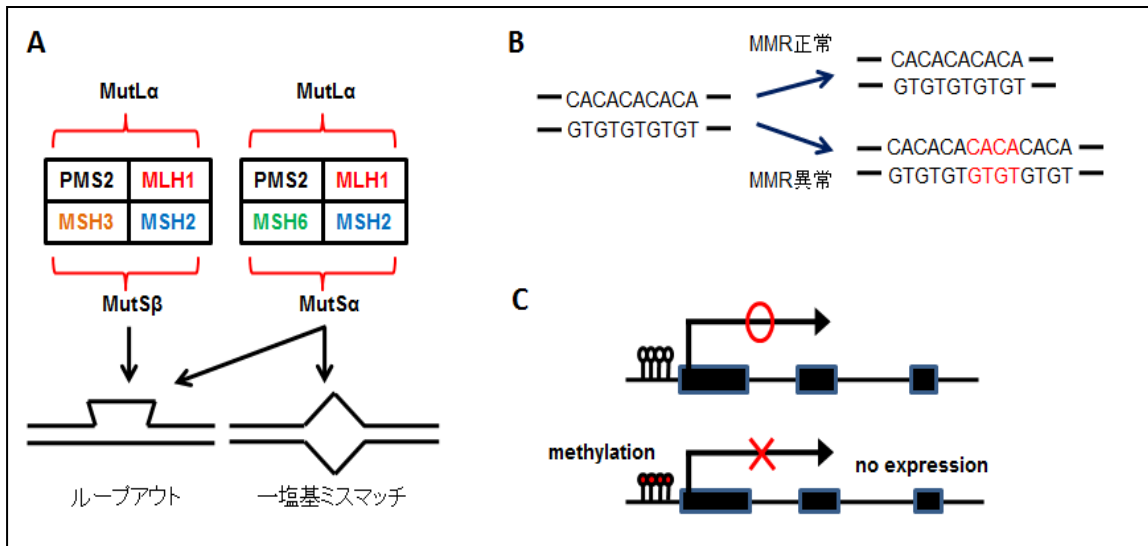 A
MutLα
MutLα
PMS2 MLH1
MSH3 MSH2
PMS2 MLH1
MSH6 MSH2
MutSβ
MutSα
ループアウト
一塩基ミスマッチ
B
CACACACACA
GTGTGTGTGT
MMR正常
CACACACACA
GTGTGTGTGT
MMR異常
CACACACACACACA
GTGTGTGTGTGTGT
C
methylation
no expression